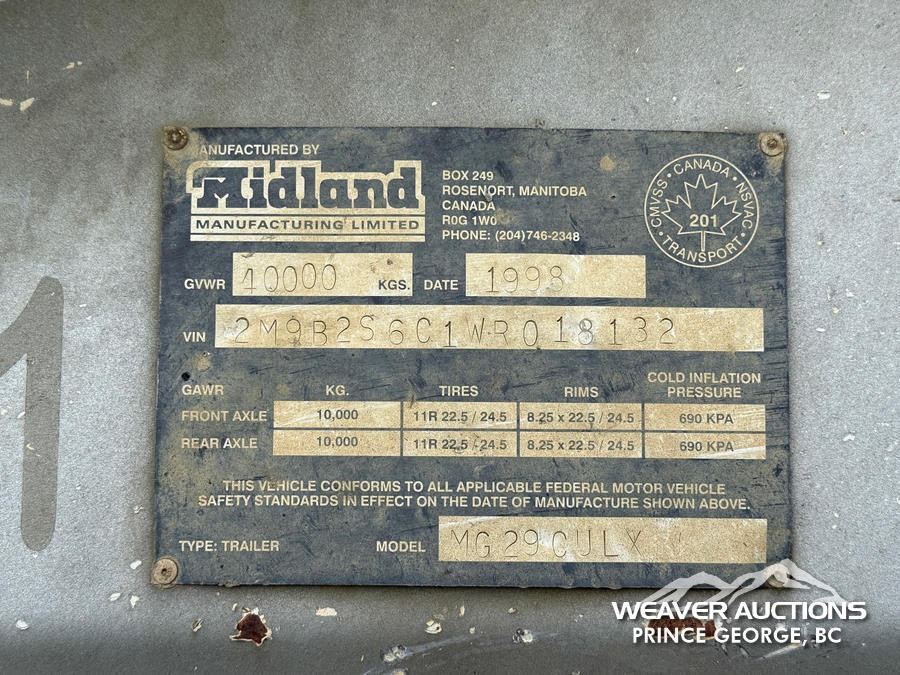 MANUFACTURED BY
Midland
MANUFACTURING LIMITED
BOX 249
ROSENORT, MANITOBA
CANADA
R0G 1W0
PHONE: (204)746-2348
CMVSS • CANADA • NSVAC • TRANSPORT •
201
GVWR 10000 KGS. DATE 1998
VIN 2M9B2S6C1WR018132
GAWR KG. TIRES RIMS COLD INFLATION PRESSURE
FRONT AXLE 10,000 11R 22.5 / 24.5 8.25 x 22.5 / 24.5 690 KPA
REAR AXLE 10,000 11R 22.5 / 24.5 8.25 x 22.5 / 24.5 690 KPA
THIS VEHICLE CONFORMS TO ALL APPLICABLE FEDERAL MOTOR VEHICLE
SAFETY STANDARDS IN EFFECT ON THE DATE OF MANUFACTURE SHOWN ABOVE.
TYPE: TRAILER MODEL MG29CULX
1
WEAVER AUCTIONS
PRINCE GEORGE, BC